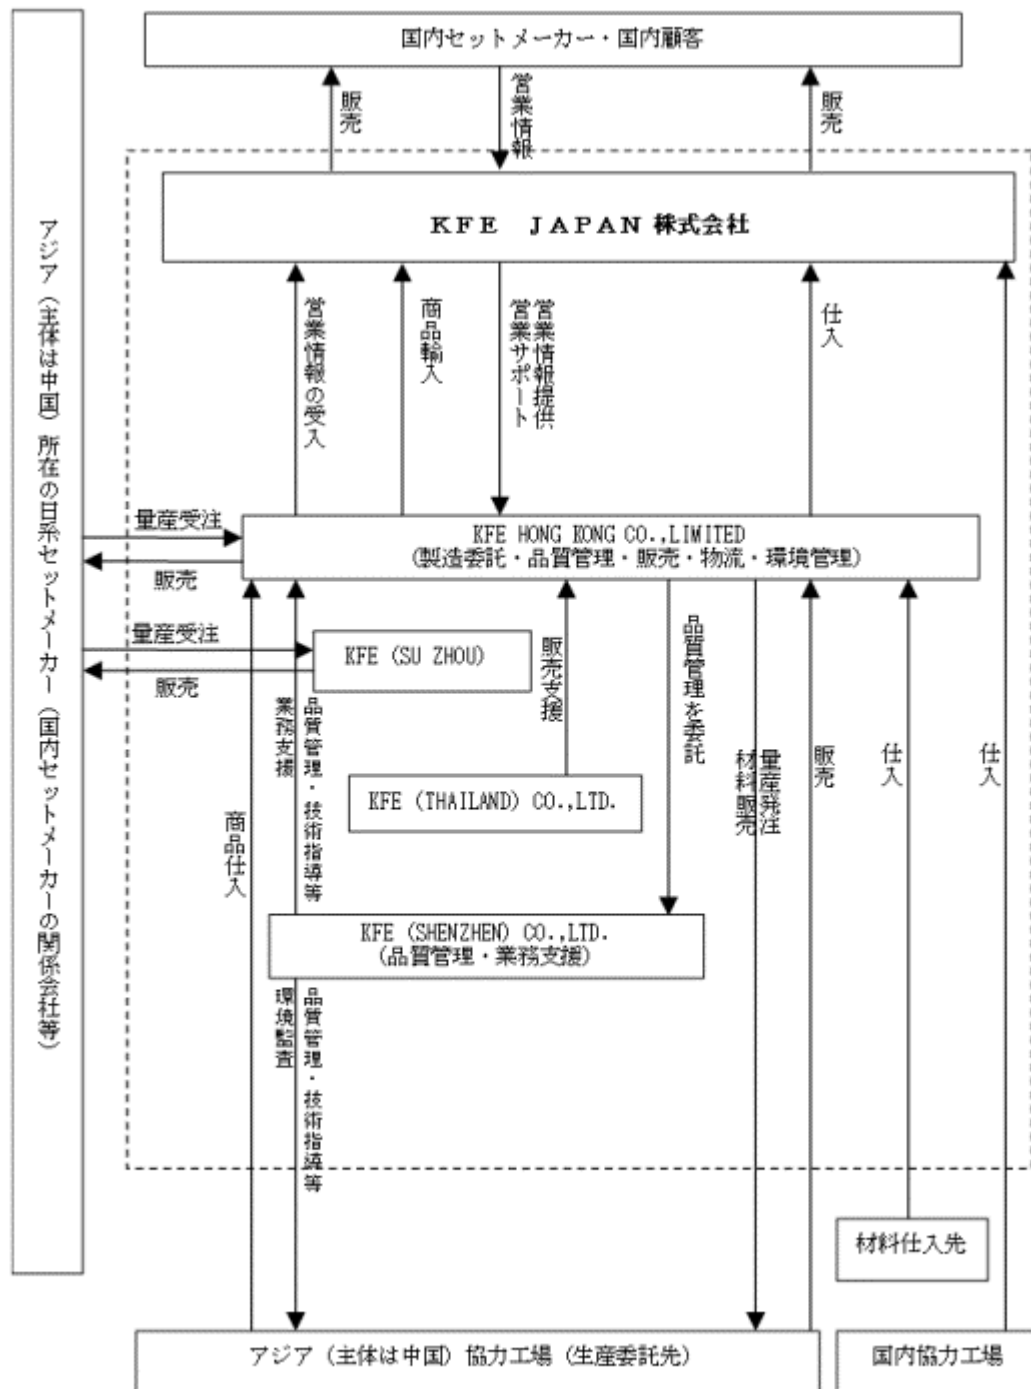 国内セットメーカー・国内顧客
販売
営業情報
販売
KFE JAPAN 株式会社
アジア（主体は中国）所在の日系セットメーカー（国内セットメーカーの関係会社等）
営業情報の受入
商品輸入
営業情報提供
営業サポート
仕入
量産受注
販売
KFE HONG KONG CO.,LIWITED
(製造委託・品質管理・販売・物流・環境管理)
量産受注
販売
KFE (SU ZHOU)
販売支援
品質管理を委託
品質管理・技術指導等
業務支援
KFE (THAILAND) CO.,LTD.
量産発注
材料販売
販売
仕入
仕入
商品仕入
KFE (SHENZHEN) CO.,LTD.
(品質管理・業務支援)
品質管理・技術指導等
環境監査
材料仕入先
アジア（主体は中国）協力工場（生産委託先）
国内協力工場